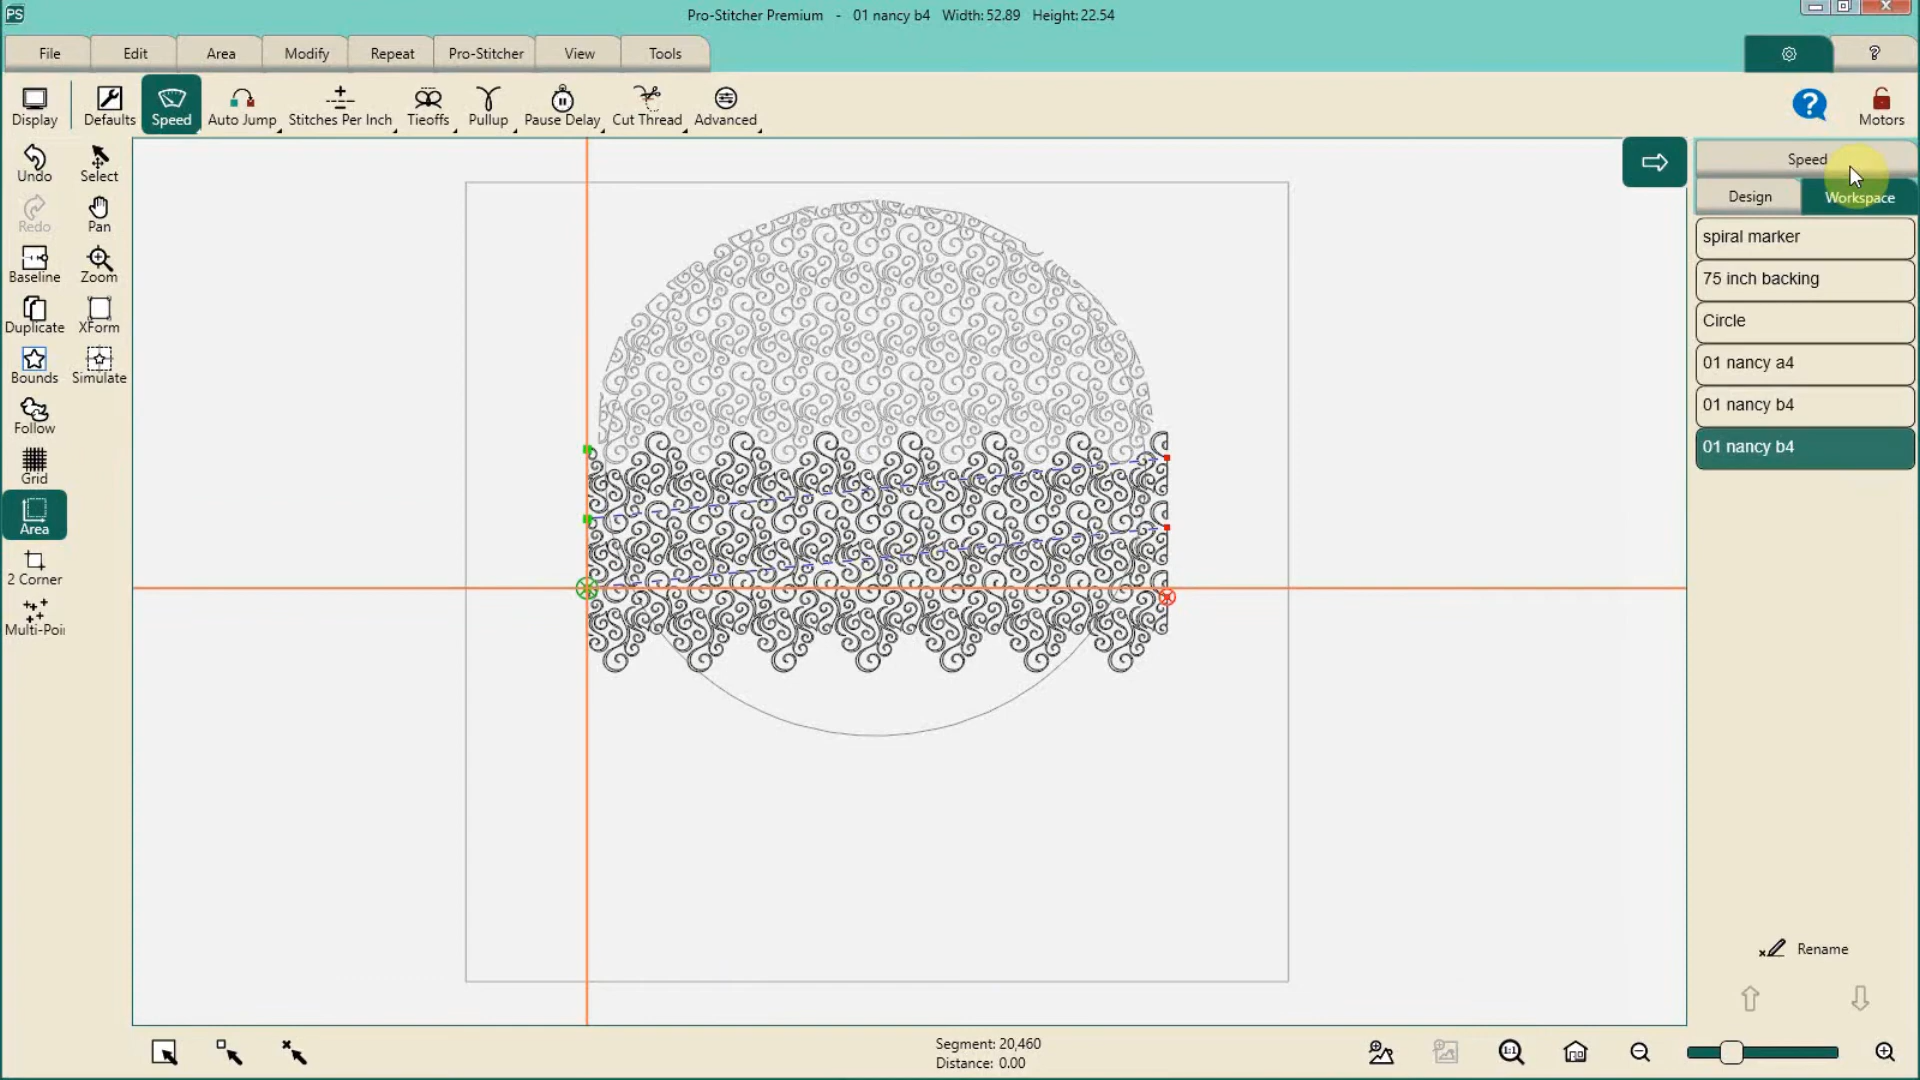 PS
Pro-Stitcher Premium - 01 nancy b4 Width: 52.89 Height: 22.54
File Edit Area Modify Repeat Pro-Stitcher View Tools ?
Display Defaults Speed Auto Jump Stitches Per Inch Tieoffs Pullup Pause Delay Cut Thread Advanced ? Motors
Undo Select
Redo Pan
Baseline Zoom
Duplicate XForm
Bounds Simulate
Follow
Grid
Area
2 Corner
Multi-Poi
Speed
Design Workspace
spiral marker
75 inch backing
Circle
01 nancy a4
01 nancy b4
01 nancy b4
Rename
Segment: 20,460
Distance: 0.00
1:1